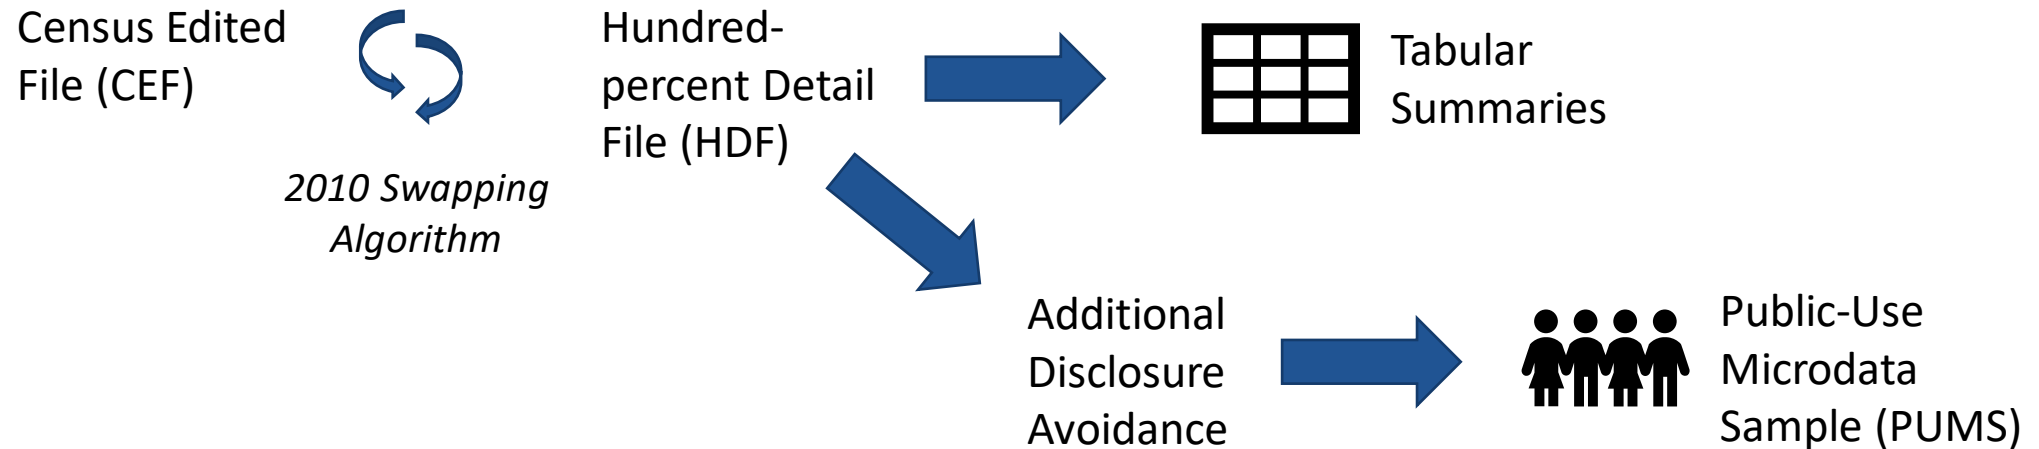 Census Edited
File (CEF)
2010 Swapping
Algorithm
Hundred-
percent Detail
File (HDF)
Tabular
Summaries
Additional
Disclosure
Avoidance
Public-Use
Microdata
Sample (PUMS)